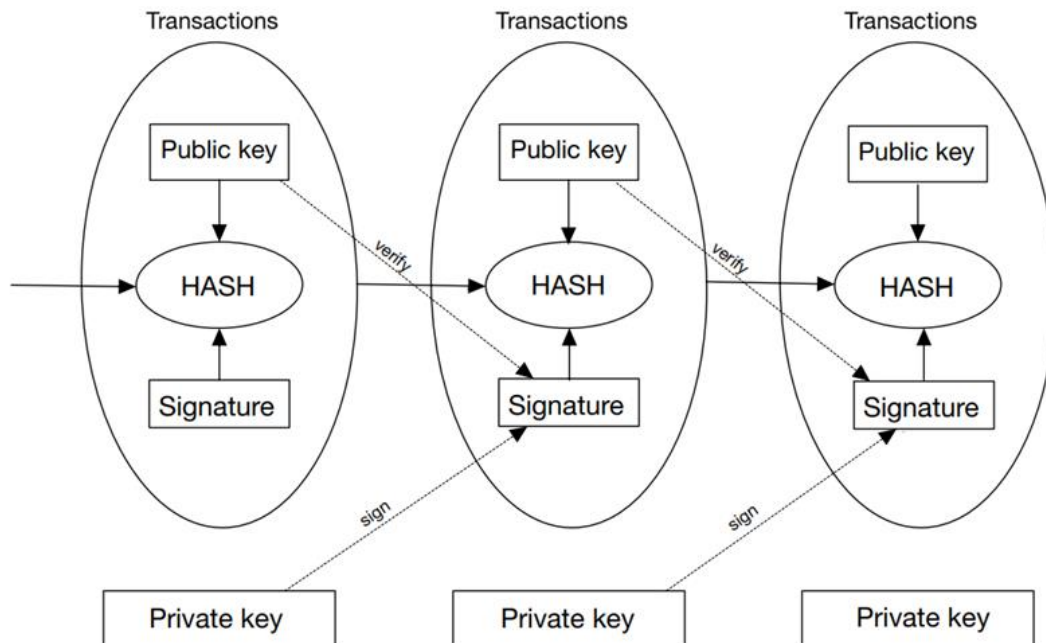 Transactions
Transactions
Transactions
Public key
Public key
Public key
verify
verify
HASH
HASH
HASH
Signature
Signature
Signature
sign
sign
Private key
Private key
Private key